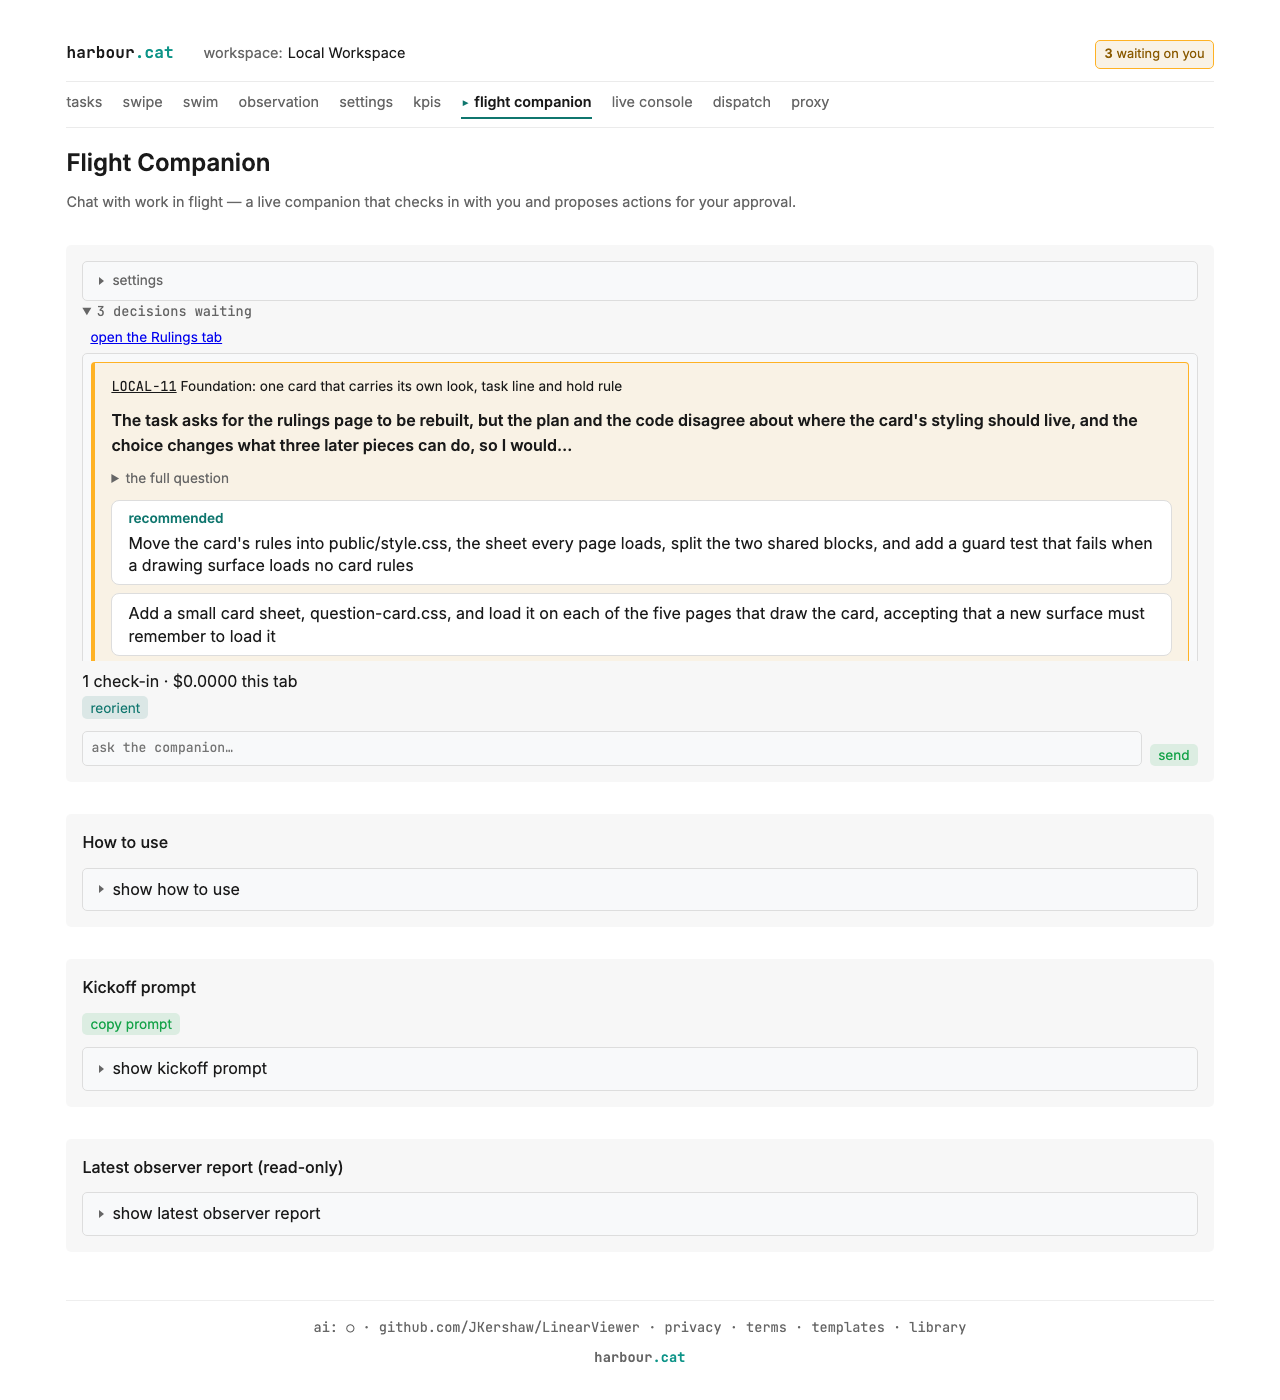 harbour.cat
workspace: Local Workspace
3 waiting on you
tasks swipe swim observation settings kpis ▸ flight companion live console dispatch proxy
Flight Companion
Chat with work in flight — a live companion that checks in with you and proposes actions for your approval.
▸ settings
▼ 3 decisions waiting
open the Rulings tab
LOCAL-11 Foundation: one card that carries its own look, task line and hold rule
The task asks for the rulings page to be rebuilt, but the plan and the code disagree about where the card's styling should live, and the
choice changes what three later pieces can do, so I would…
▶ the full question
recommended
Move the card's rules into public/style.css, the sheet every page loads, split the two shared blocks, and add a guard test that fails when
a drawing surface loads no card rules
Add a small card sheet, question-card.css, and load it on each of the five pages that draw the card, accepting that a new surface must
remember to load it
1 check-in · $0.0000 this tab
reorient
ask the companion…
send
How to use
▸ show how to use
Kickoff prompt
copy prompt
▸ show kickoff prompt
Latest observer report (read-only)
▸ show latest observer report
ai: ○ · github.com/JKershaw/LinearViewer · privacy · terms · templates · library
harbour.cat